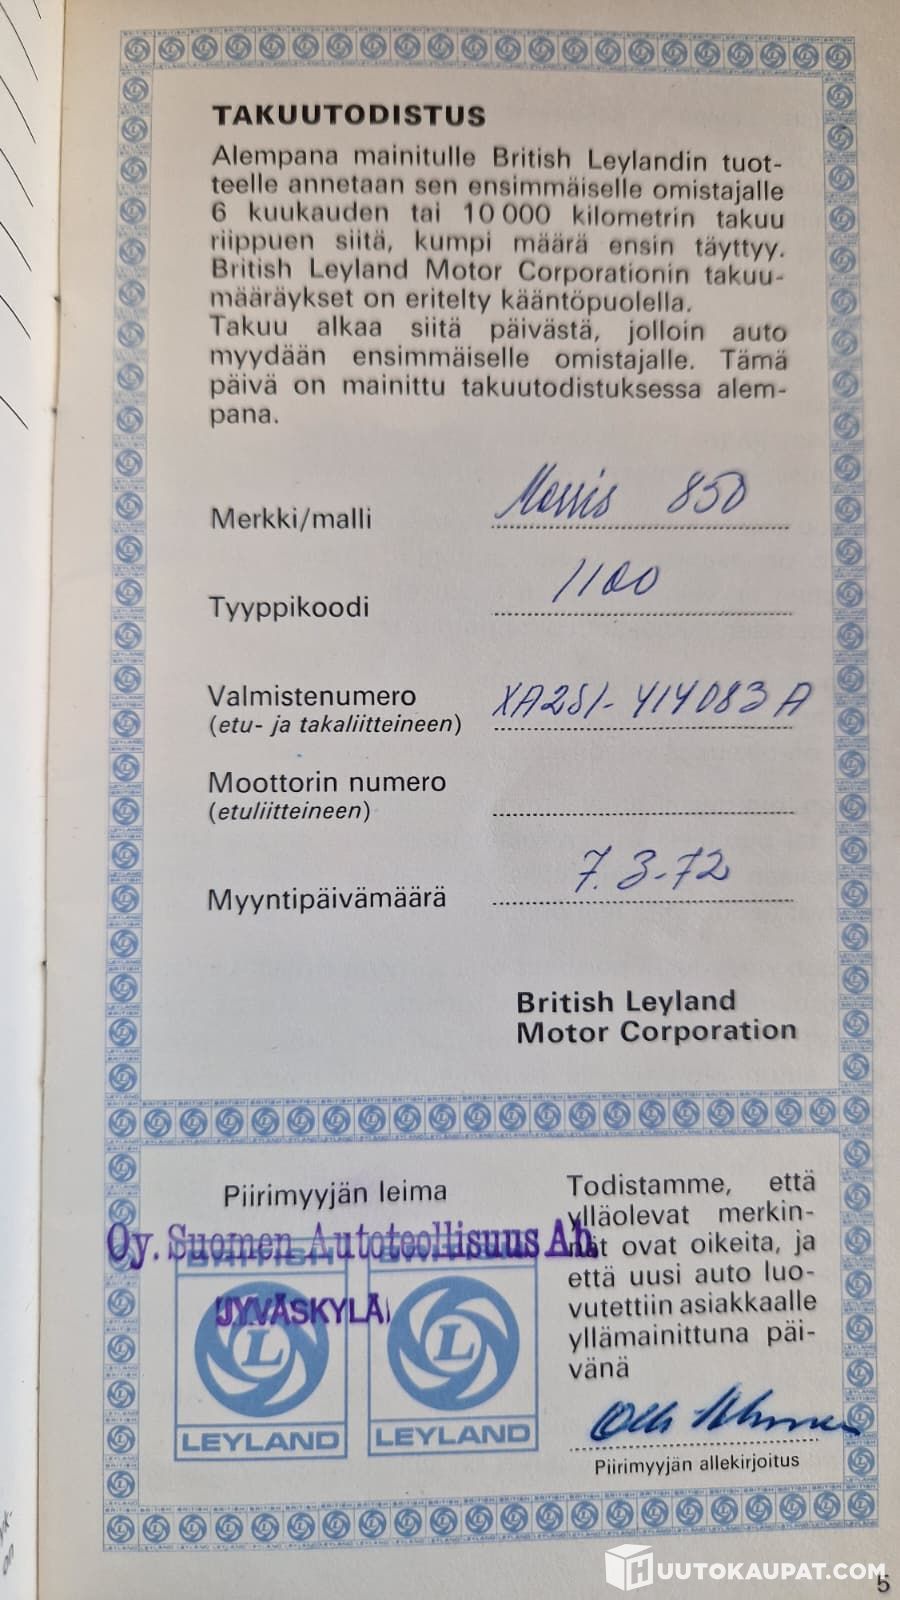 TAKUUTODISTUS
Alempana mainitulle British Leylandin tuot-
teelle annetaan sen ensimmäiselle omistajalle
6 kuukauden tai 10 000 kilometrin takuu
riippuen siitä, kumpi määrä ensin täyttyy.
British Leyland Motor Corporationin takuu-
määräykset on eritelty kääntöpuolella.
Takuu alkaa siitä päivästä, jolloin auto
myydään ensimmäiselle omistajalle. Tämä
päivä on mainittu takuutodistuksessa alem-
pana.
Merkki/malli Morris 850
Tyyppikoodi 1100
Valmistenumero XA2S1-414083A
(etu- ja takaliitteineen)
Moottorin numero
(etuliitteineen)
Myyntipäivämäärä 7.3-72
British Leyland
Motor Corporation
Piirimyyjän leima
Oy. Suomen Autoteollisuus Ab.
JYVÄSKYLÄ
BRITISH BRITISH
L L
LEYLAND LEYLAND
Todistamme, että
ylläolevat merkin-
nät ovat oikeita, ja
että uusi auto luo-
vutettiin asiakkaalle
yllämainittuna päi-
vänä
Piirimyyjän allekirjoitus
HUUTOKAUPAT.COM
5